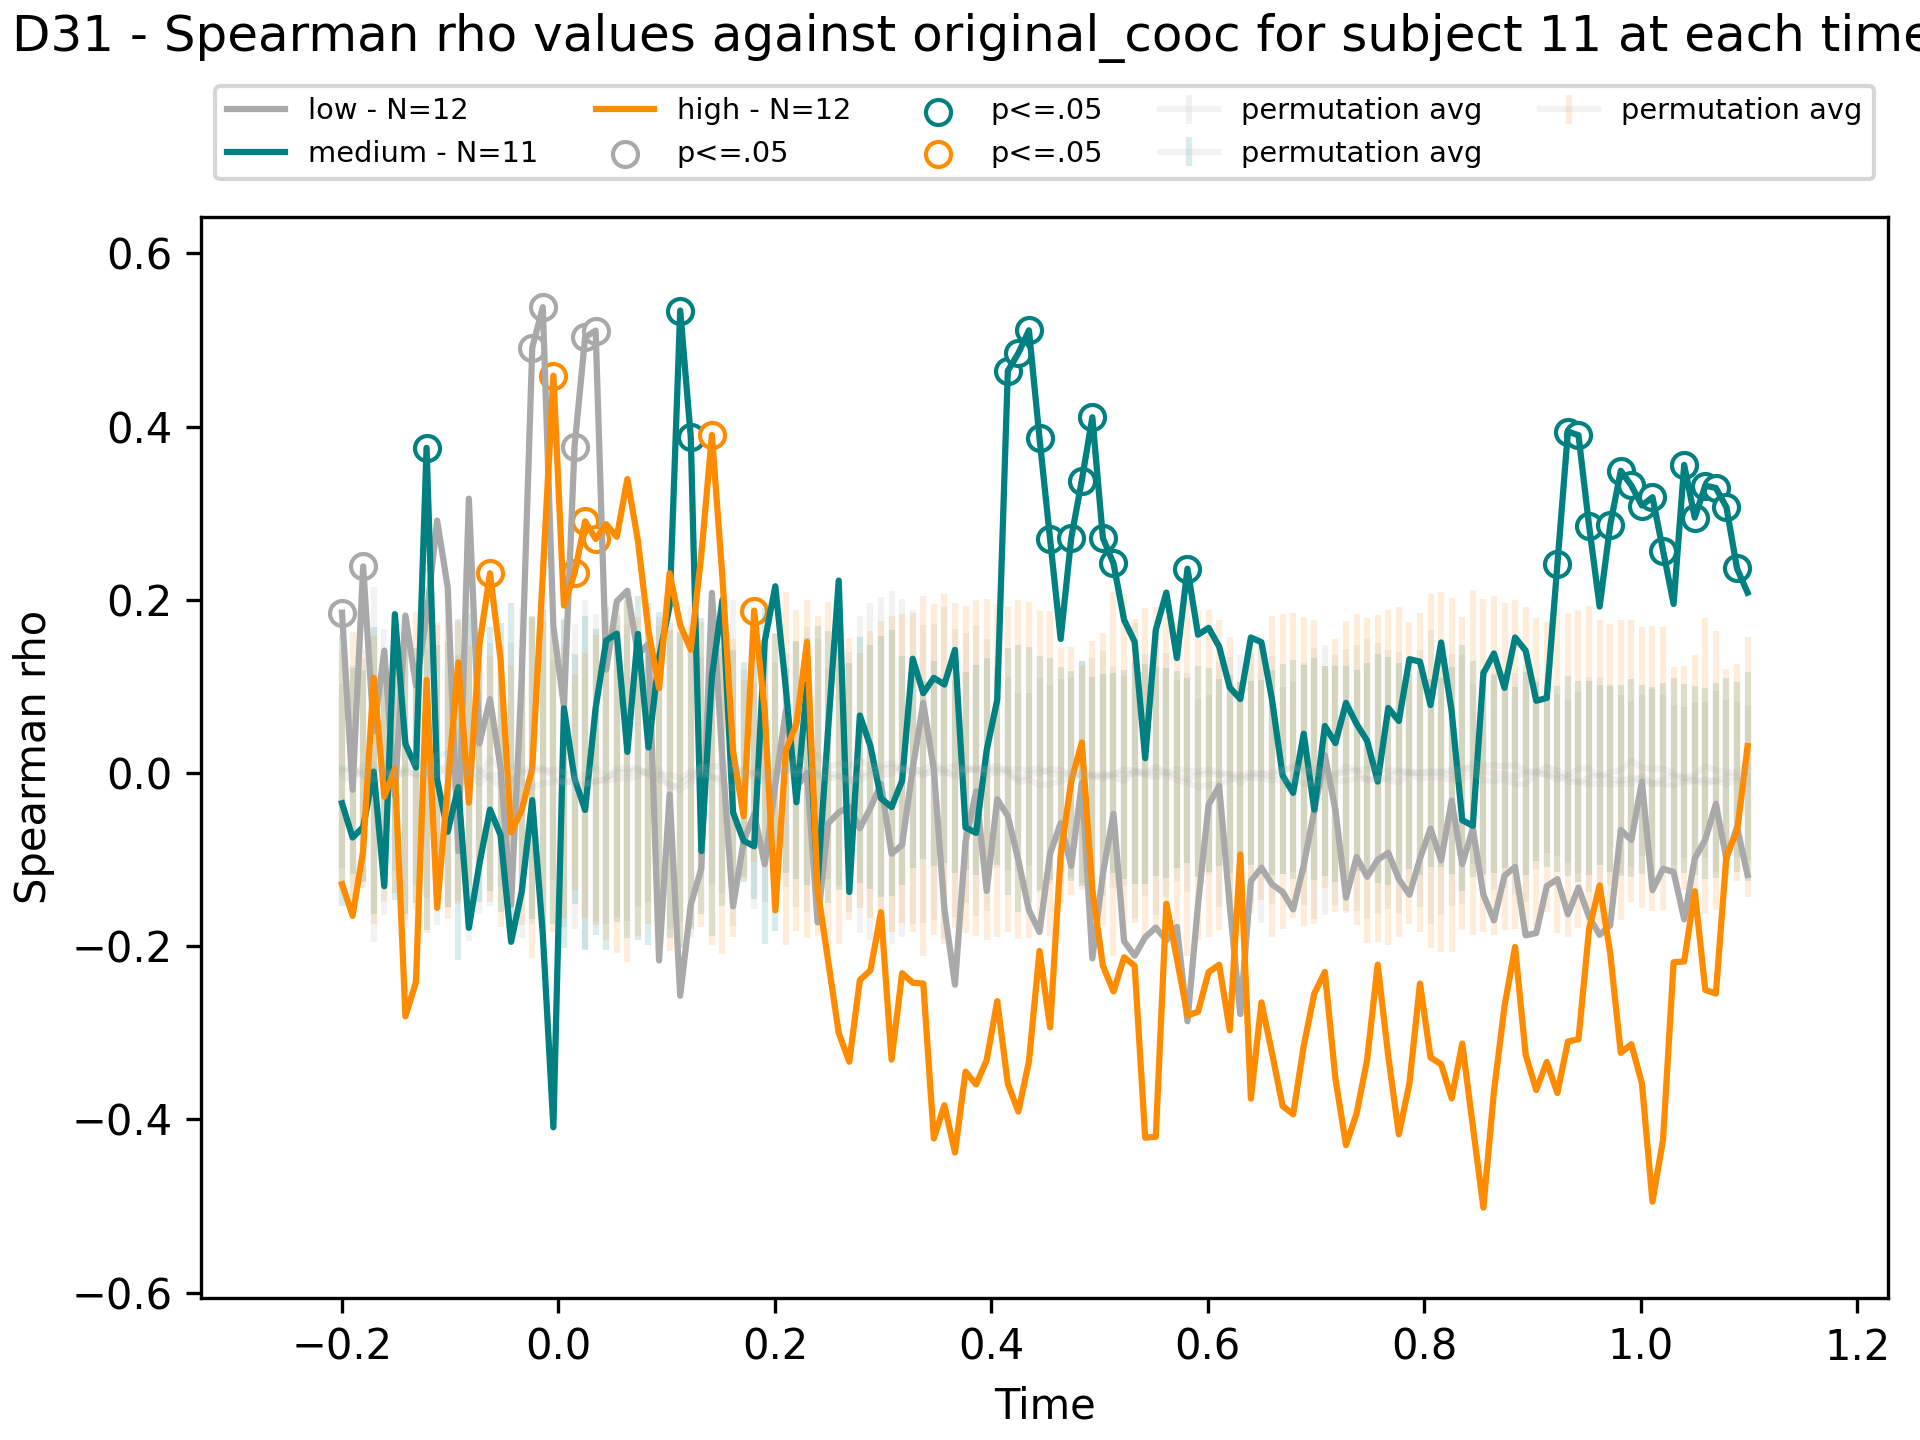 D31 - Spearman rho values against original_cooc for subject 11 at each time
low - N=12
medium - N=11
high - N=12
p<=.05
p<=.05
p<=.05
permutation avg
permutation avg
permutation avg
Spearman rho
0.6
0.4
0.2
0.0
−0.2
−0.4
−0.6
−0.2 0.0 0.2 0.4 0.6 0.8 1.0 1.2
Time